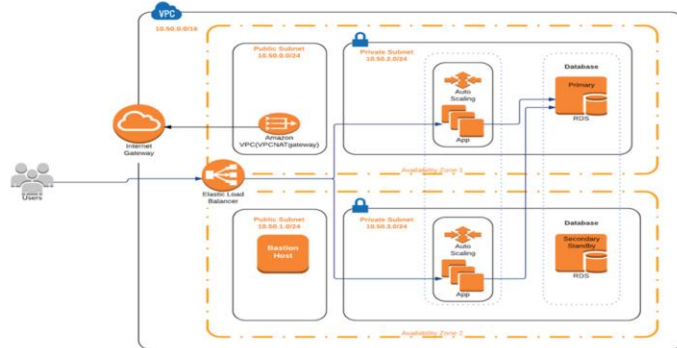 VPC
10.50.0.0/16
Public Subnet
10.50.0.0/24
Private Subnet
10.50.2.0/24
Auto
Scaling
App
Database
Primary
RDS
Internet
Gateway
Amazon
VPC(VPCNATgateway)
Availability Zone 1
Users
Elastic Load
Balancer
Public Subnet
10.50.1.0/24
Bastion
Host
Private Subnet
10.50.3.0/24
Auto
Scaling
App
Database
Secondary
Standby
RDS
Availability Zone 2